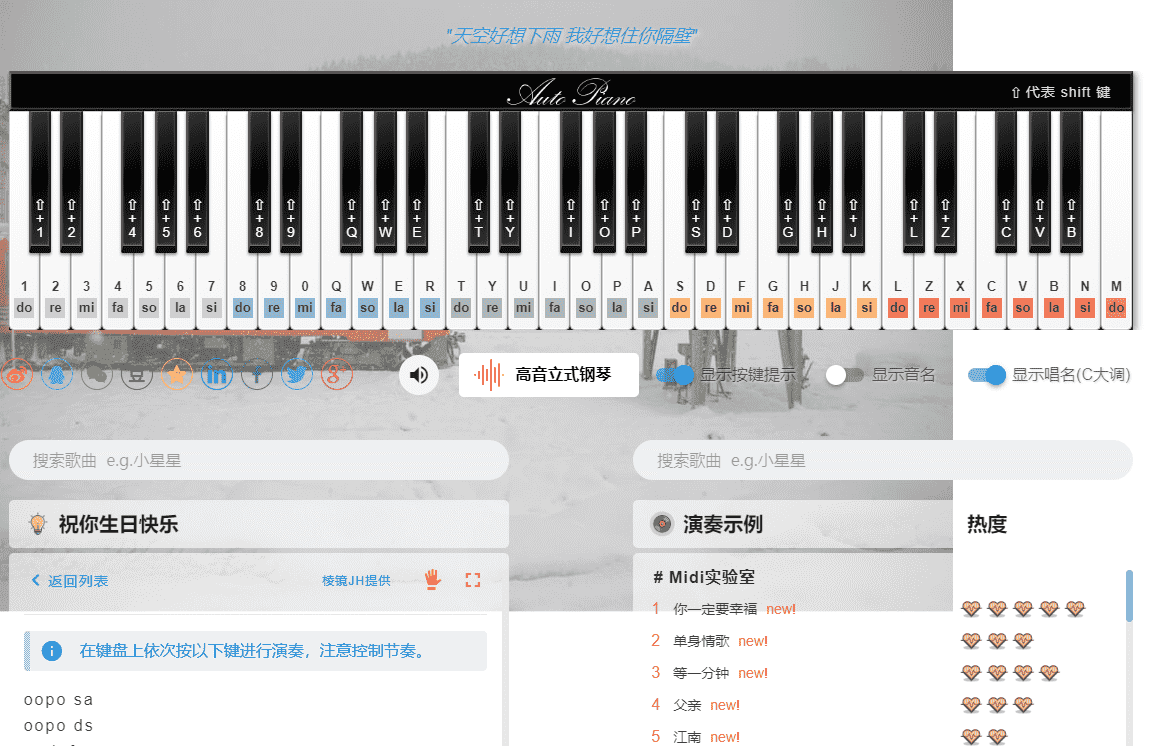 "天空好想下雨 我好想住你隔壁"
Auto Piano
⇧ 代表 shift 键
⇧+1 ⇧+2 ⇧+4 ⇧+5 ⇧+6 ⇧+8 ⇧+9 ⇧+Q ⇧+W ⇧+E ⇧+T ⇧+Y ⇧+I ⇧+O ⇧+P ⇧+S ⇧+D ⇧+G ⇧+H ⇧+J ⇧+L ⇧+Z ⇧+C ⇧+V ⇧+B
1 2 3 4 5 6 7 8 9 0 Q W E R T Y U I O P A S D F G H J K L Z X C V B N M
do re mi fa so la si do re mi fa so la si do re mi fa so la si do re mi fa so la si do re mi fa so la si do
高音立式钢琴 显示按键提示 显示音名 显示唱名(C大调)
搜索歌曲 e.g.小星星
搜索歌曲 e.g.小星星
祝你生日快乐
返回列表 棱镜JH提供
在键盘上依次按以下键进行演奏，注意控制节奏。
oopo sa
oopo ds
演奏示例 热度
# Midi实验室
1 你一定要幸福 new!
2 单身情歌 new!
3 等一分钟 new!
4 父亲 new!
5 江南 new!